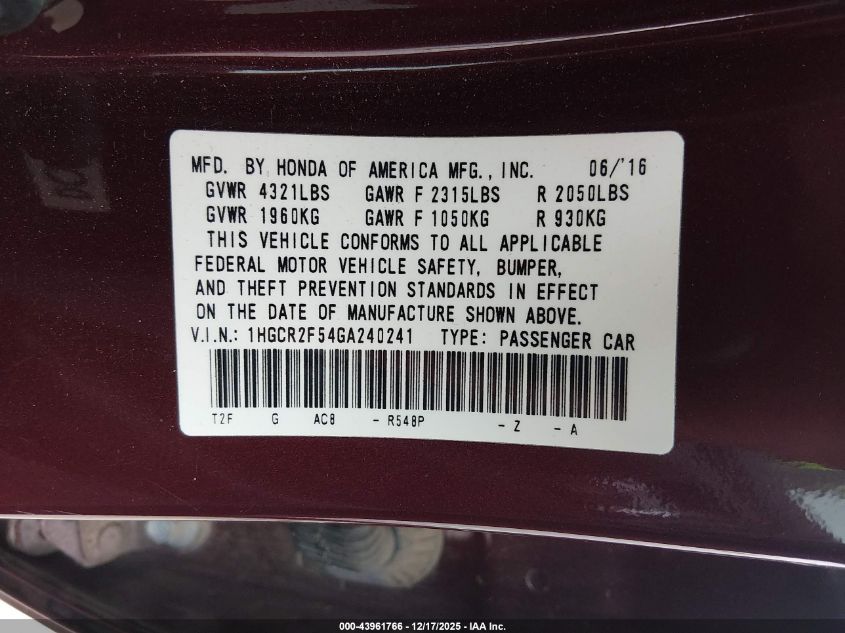 MFD. BY HONDA OF AMERICA MFG., INC. 06/'16
GVWR 4321LBS GAWR F 2315LBS R 2050LBS
GVWR 1960KG GAWR F 1050KG R 930KG
THIS VEHICLE CONFORMS TO ALL APPLICABLE
FEDERAL MOTOR VEHICLE SAFETY, BUMPER,
AND THEFT PREVENTION STANDARDS IN EFFECT
ON THE DATE OF MANUFACTURE SHOWN ABOVE.
V.I.N.: 1HGCR2F54GA240241 TYPE: PASSENGER CAR
T2F G AC8 - R548P - Z - A
000-43961766 - 12/17/2025 - IAA Inc.